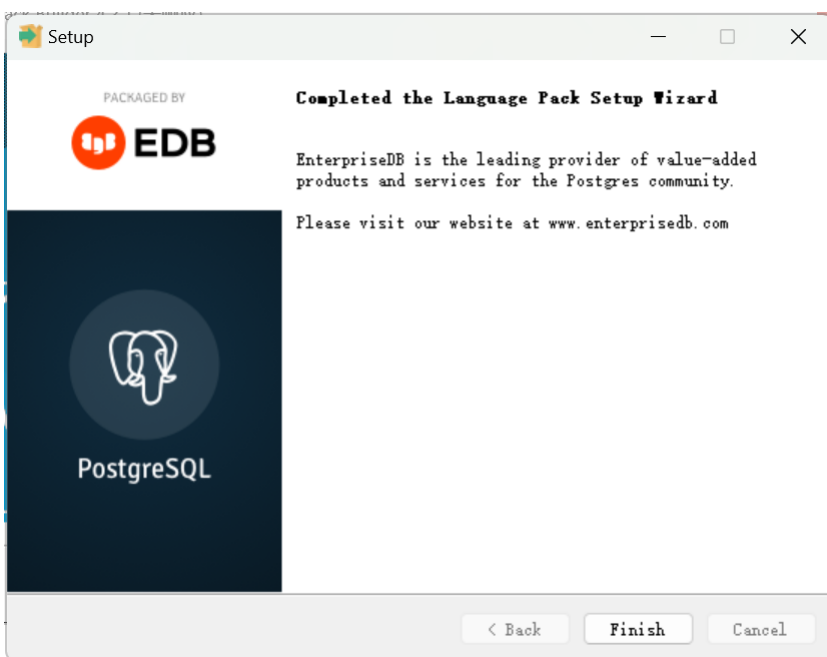 Setup
PACKAGED BY
EDB
Completed the Language Pack Setup Wizard
EnterpriseDB is the leading provider of value-added
products and services for the Postgres community.
Please visit our website at www.enterprisedb.com
PostgreSQL
< Back
Finish
Cancel